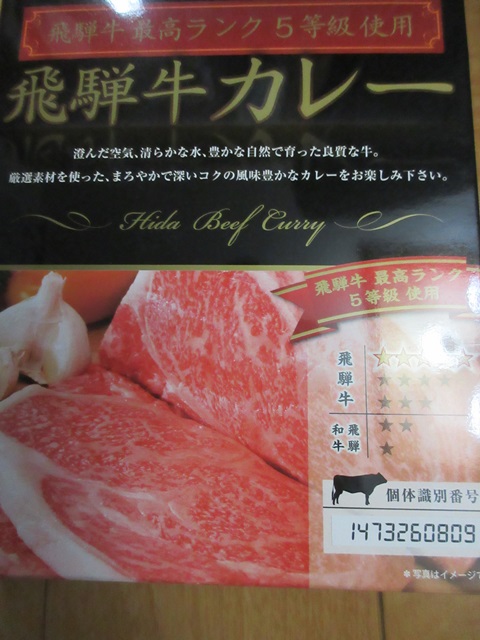 飛騨牛最高ランク5等級使用
飛騨牛カレー
澄んだ空気、清らかな水、豊かな自然で育った良質な牛。
厳選素材を使った、まろやかで深いコクの風味豊かなカレーをお楽しみ下さい。
Hida Beef Curry
飛騨牛 最高ランク
5等級 使用
飛騨牛
★★★★★
★★★★
★★★
飛騨和牛
★★
★
個体識別番号
1473260809
※写真はイメージで